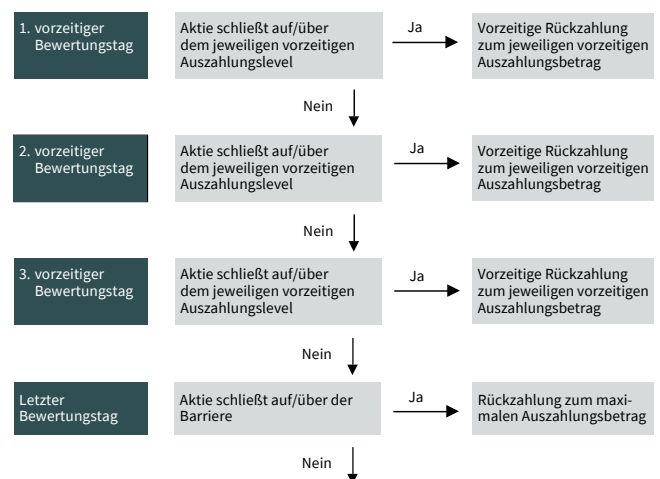 1. vorzeitiger
Bewertungstag
Aktie schließt auf/über
dem jeweiligen vorzeitigen
Auszahlungslevel
Ja
Vorzeitige Rückzahlung
zum jeweiligen vorzeitigen
Auszahlungsbetrag
Nein
2. vorzeitiger
Bewertungstag
Aktie schließt auf/über
dem jeweiligen vorzeitigen
Auszahlungslevel
Ja
Vorzeitige Rückzahlung
zum jeweiligen vorzeitigen
Auszahlungsbetrag
Nein
3. vorzeitiger
Bewertungstag
Aktie schließt auf/über
dem jeweiligen vorzeitigen
Auszahlungslevel
Ja
Vorzeitige Rückzahlung
zum jeweiligen vorzeitigen
Auszahlungsbetrag
Nein
Letzter
Bewertungstag
Aktie schließt auf/über der
Barriere
Ja
Rückzahlung zum maxi-
malen Auszahlungsbetrag
Nein